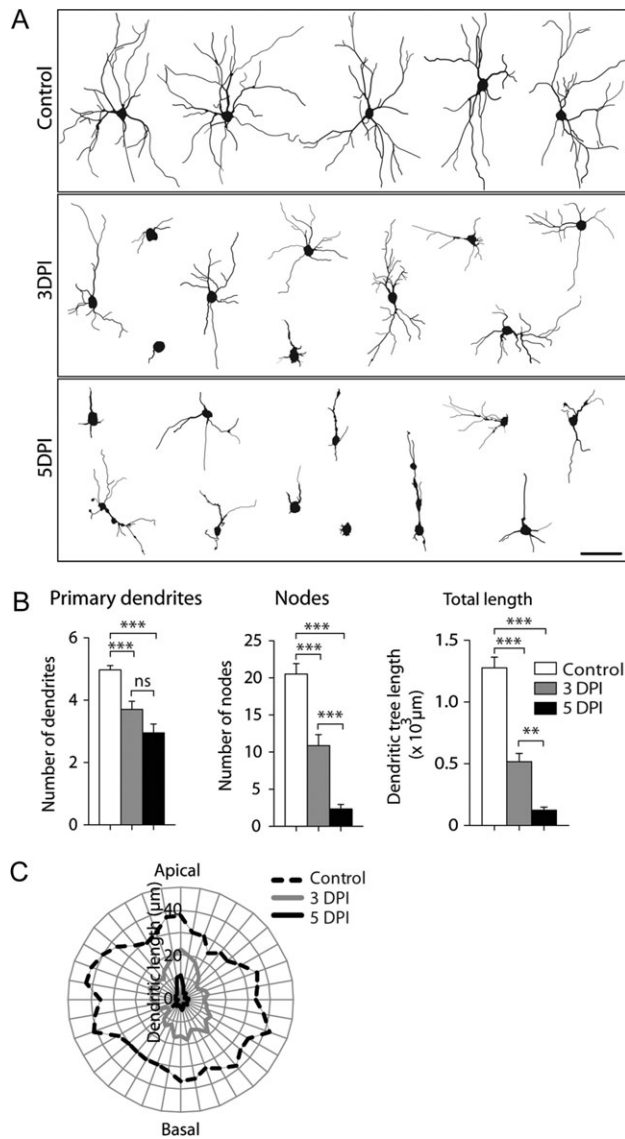 A
Control
3DPI
5DPI
B
Primary dendrites
Number of dendrites
6
4
2
0
***
***
ns
Nodes
Number of nodes
25
20
15
10
5
0
***
***
***
Total length
Dendritic tree length
(x 10³µm)
1.5
1.0
0.5
0
***
***
**
Control
3 DPI
5 DPI
C
Apical
Dendritic length (µm)
40
20
0
Basal
Control
3 DPI
5 DPI